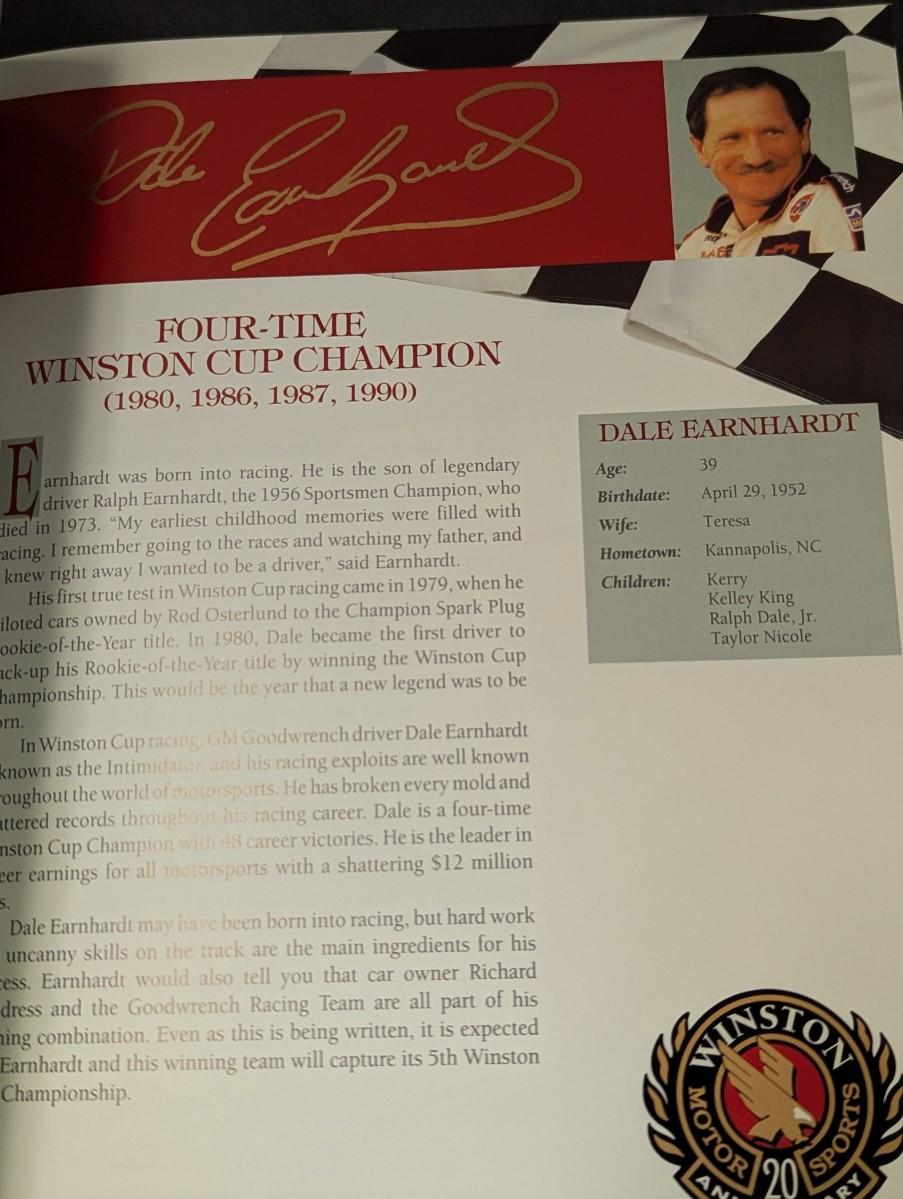 Dale Earnhardt
FOUR-TIME
WINSTON CUP CHAMPION
(1980, 1986, 1987, 1990)
Earnhardt was born into racing. He is the son of legendary
driver Ralph Earnhardt, the 1956 Sportsmen Champion, who
died in 1973. “My earliest childhood memories were filled with
racing. I remember going to the races and watching my father, and
knew right away I wanted to be a driver,” said Earnhardt.
His first true test in Winston Cup racing came in 1979, when he
iloted cars owned by Rod Osterlund to the Champion Spark Plug
ookie-of-the-Year title. In 1980, Dale became the first driver to
ack-up his Rookie-of-the-Year title by winning the Winston Cup
hampionship. This would be the year that a new legend was to be
orn.
In Winston Cup racing, GM Goodwrench driver Dale Earnhardt
known as the Intimidator, and his racing exploits are well known
roughout the world of motorsports. He has broken every mold and
attered records throughout his racing career. Dale is a four-time
nston Cup Champion with 48 career victories. He is the leader in
eer earnings for all motorsports with a shattering $12 million
s.
Dale Earnhardt may have been born into racing, but hard work
uncanny skills on the track are the main ingredients for his
cess. Earnhardt would also tell you that car owner Richard
dress and the Goodwrench Racing Team are all part of his
ning combination. Even as this is being written, it is expected
Earnhardt and this winning team will capture its 5th Winston
Championship.
DALE EARNHARDT
Age: 39
Birthdate: April 29, 1952
Wife: Teresa
Hometown: Kannapolis, NC
Children: Kerry
Kelley King
Ralph Dale, Jr.
Taylor Nicole
WINSTON
MOTOR SPORTS
20